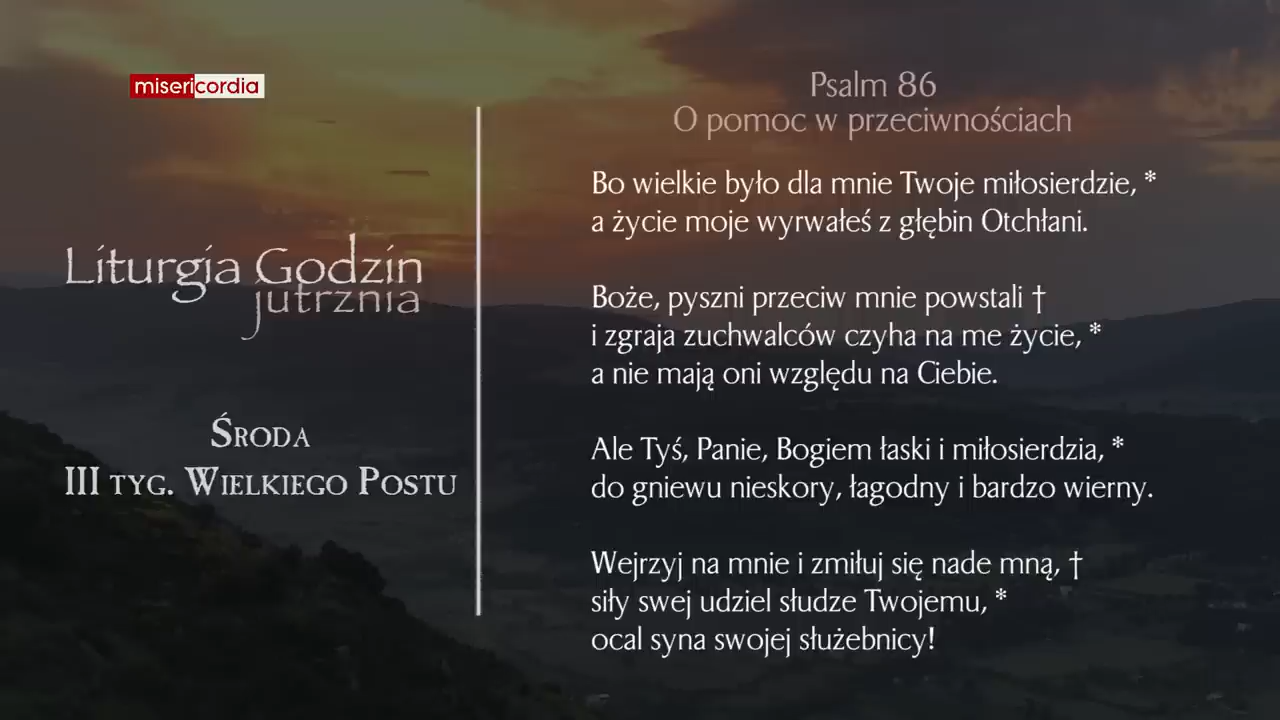 misericordia
Liturgia Godzin
jutrznia
Środa
III tyg. Wielkiego Postu
Psalm 86
O pomoc w przeciwnościach
Bo wielkie było dla mnie Twoje miłosierdzie, *
a życie moje wyrwałeś z głębin Otchłani.
Boże, pyszni przeciw mnie powstali †
i zgraja zuchwalców czyha na me życie, *
a nie mają oni względu na Ciebie.
Ale Tyś, Panie, Bogiem łaski i miłosierdzia, *
do gniewu nieskory, łagodny i bardzo wierny.
Wejrzyj na mnie i zmiłuj się nade mną, †
siły swej udziel słudze Twojemu, *
ocal syna swojej służebnicy!